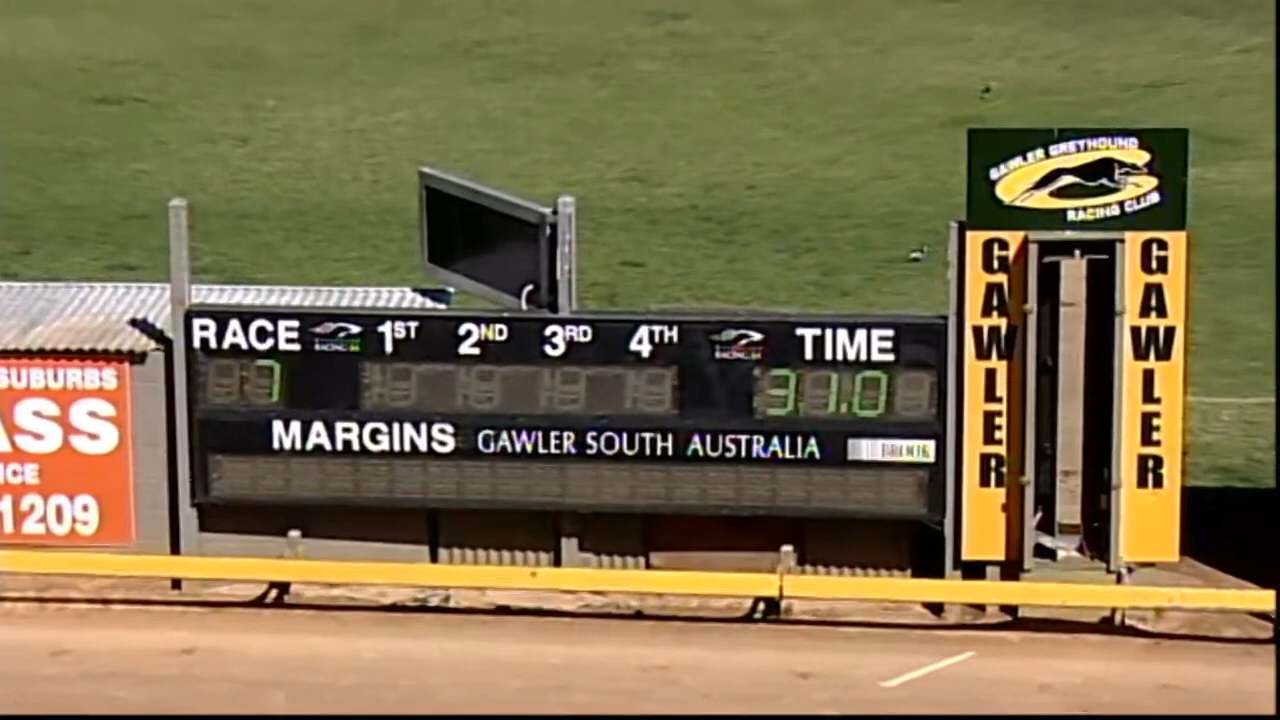 GAWLER GREYHOUND
RACING CLUB
GAWLER
GAWLER
RACE 1ST 2ND 3RD 4TH TIME
7 31.0
MARGINS GAWLER SOUTH AUSTRALIA
SUBURBS
ASS
ICE
1209